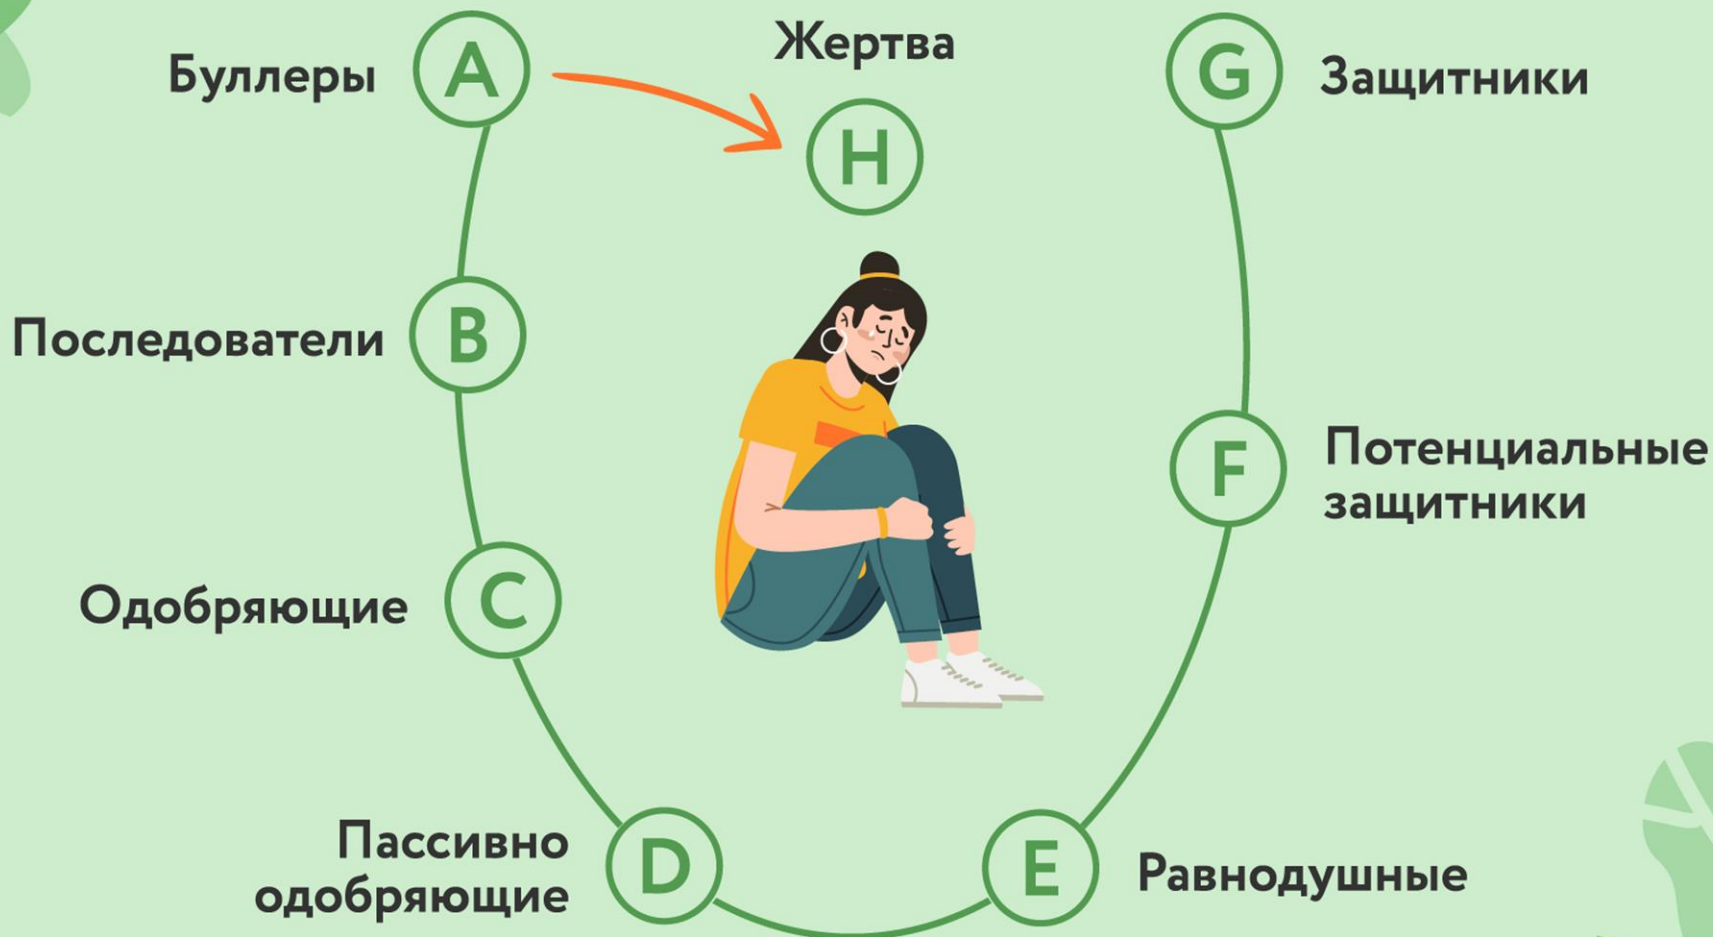 Жертва
Буллеры
A
H
G
Защитники
Последователи
B
F
Потенциальные
защитники
Одобряющие
C
Пассивно
одобряющие
D
E
Равнодушные